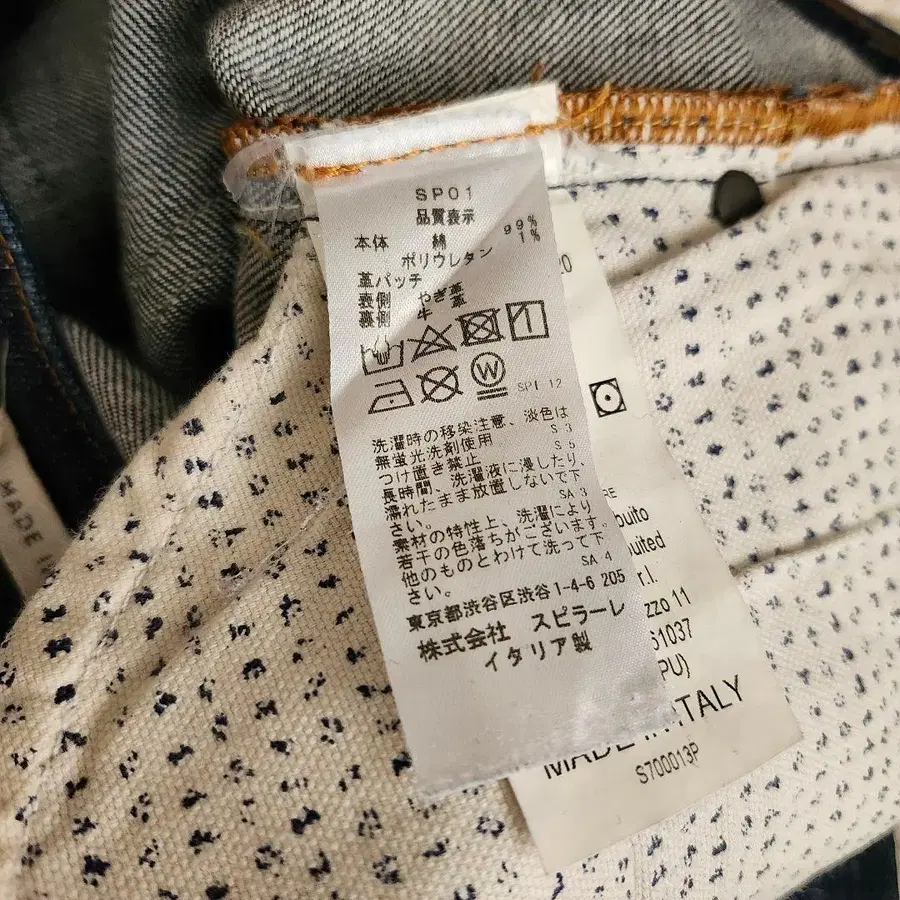 SP01
品質表示
本体 綿 99%
ポリウレタン 1%
革パッチ
表側 やぎ革
裏側 牛革
W
SPI 12
洗濯時の移染注意、淡色は
S 3
無蛍光洗剤使用
S 5
つけ置き禁止
長時間、洗濯液に浸したり、
濡れたまま放置しないで下
さい。
SA 3
素材の特性上、洗濯により
若干の色落ちがございます。
他のものとわけて洗って下
さい。
SA 4
東京都渋谷区渋谷1-4-6 205
株式会社 スピラーレ
イタリア製
20
RE
buito
uited
r.l.
zzo 11
61037
PU)
MADE IN ITALY
S700013P
MADE I